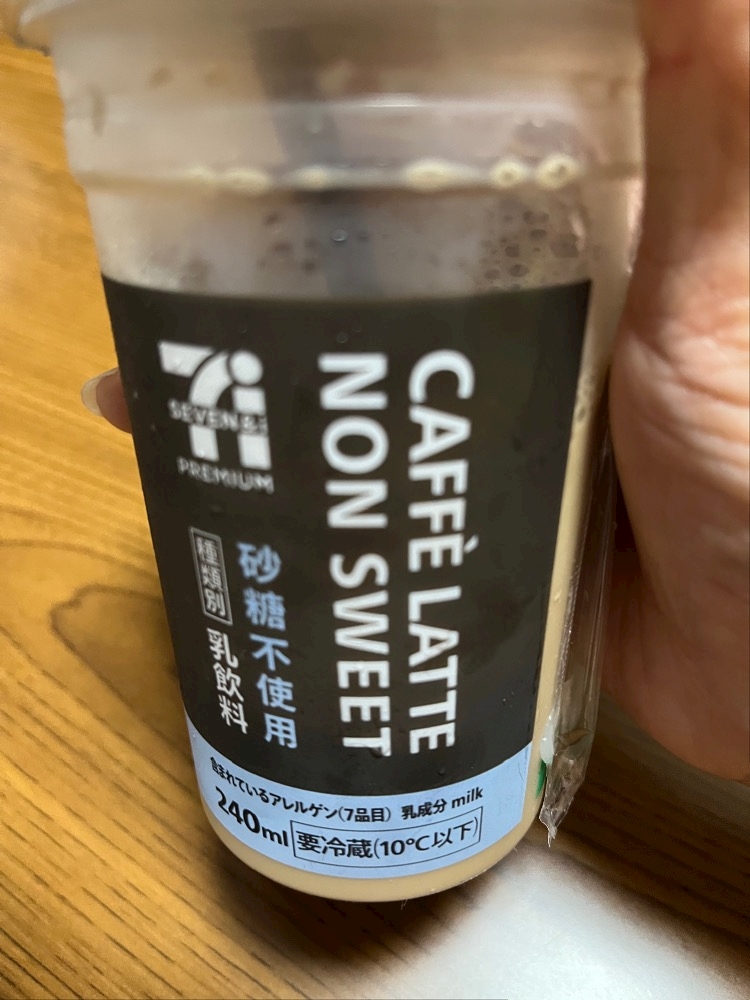 CAFFÈ LATTE
NON SWEET
SEVEN&i
PREMIUM
砂糖不使用
種類別 乳飲料
含まれているアレルゲン(7品目) 乳成分 milk
240ml 要冷蔵(10℃以下)